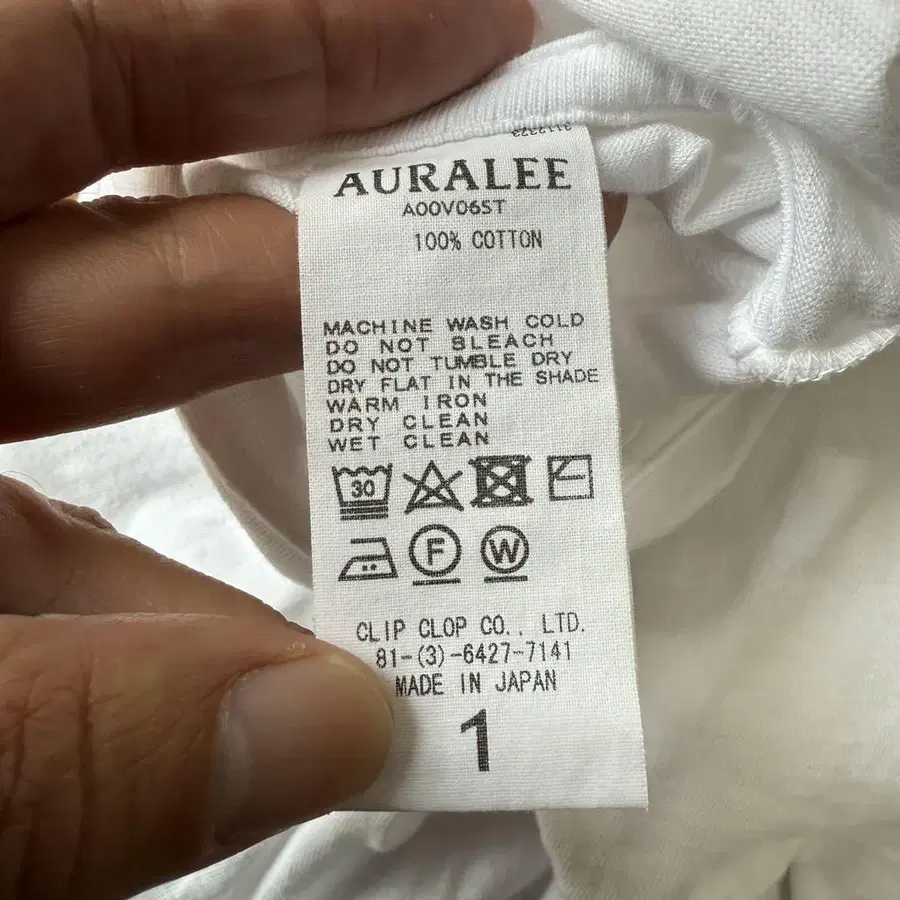 AURALEE
A00V06ST
100% COTTON
MACHINE WASH COLD
DO NOT BLEACH
DO NOT TUMBLE DRY
DRY FLAT IN THE SHADE
WARM IRON
DRY CLEAN
WET CLEAN
30
F W
CLIP CLOP CO., LTD.
81-(3)-6427-7141
MADE IN JAPAN
1